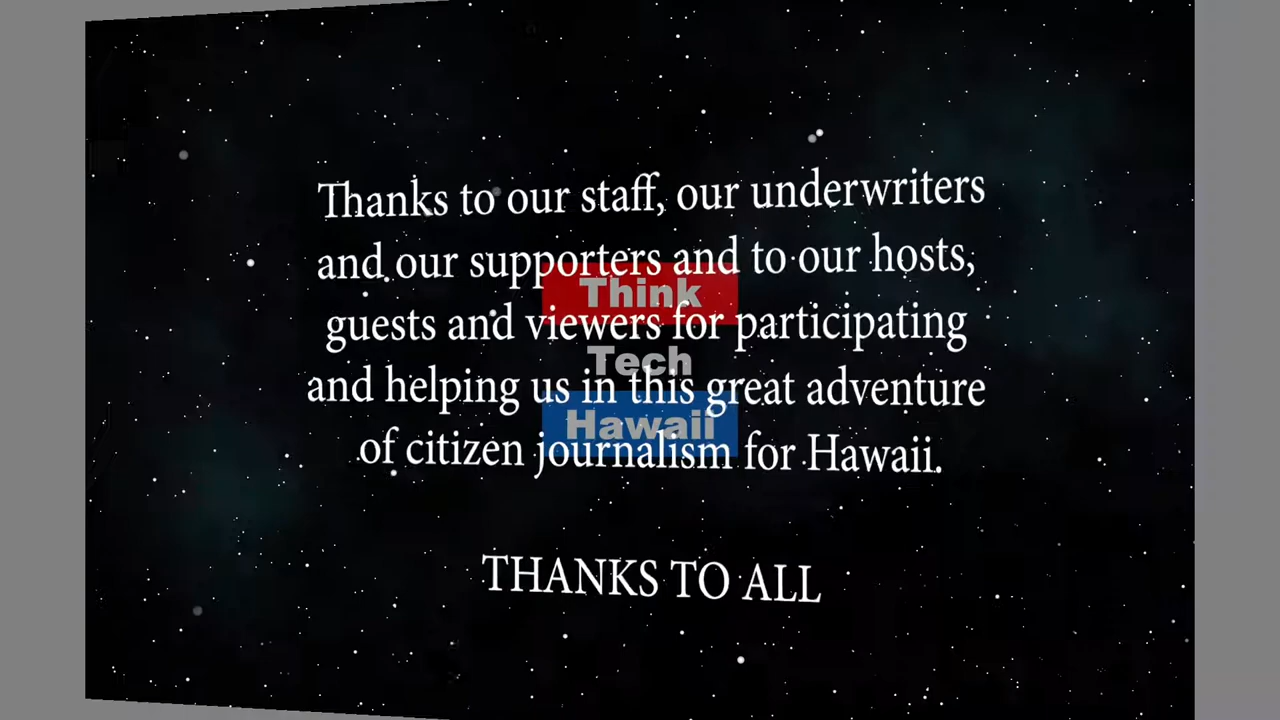 Thanks to our staff, our underwriters
and our supporters and to our hosts,
Think
guests and viewers for participating
Tech
and helping us in this great adventure
Hawaii
of citizen journalism for Hawaii.
THANKS TO ALL